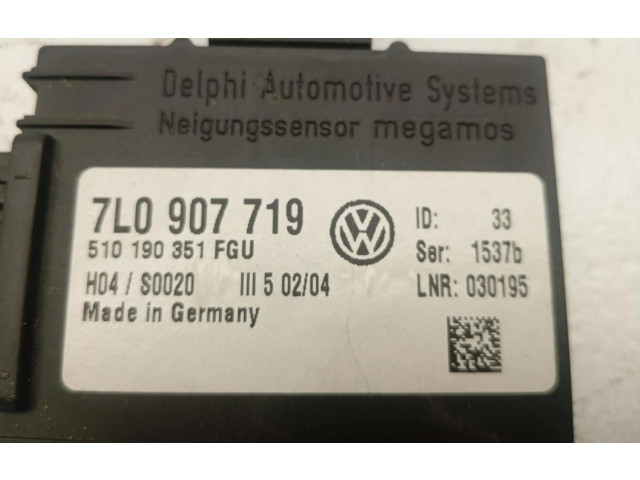 Delphi Automotive Systems
Neigungssensor megamos
7L0 907 719
510 190 351 FGU
H04 / S0020 III 5 02/04
Made in Germany
ID: 33
Ser: 1537b
LNR: 030195